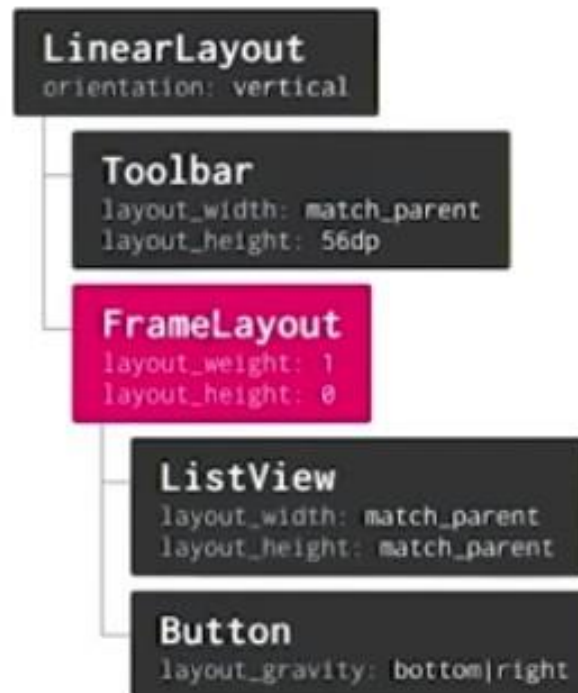 LinearLayout
orientation: vertical
Toolbar
layout_width: match_parent
layout_height: 56dp
FrameLayout
layout_weight: 1
layout_height: 0
ListView
layout_width: match_parent
layout_height: match_parent
Button
layout_gravity: bottom|right